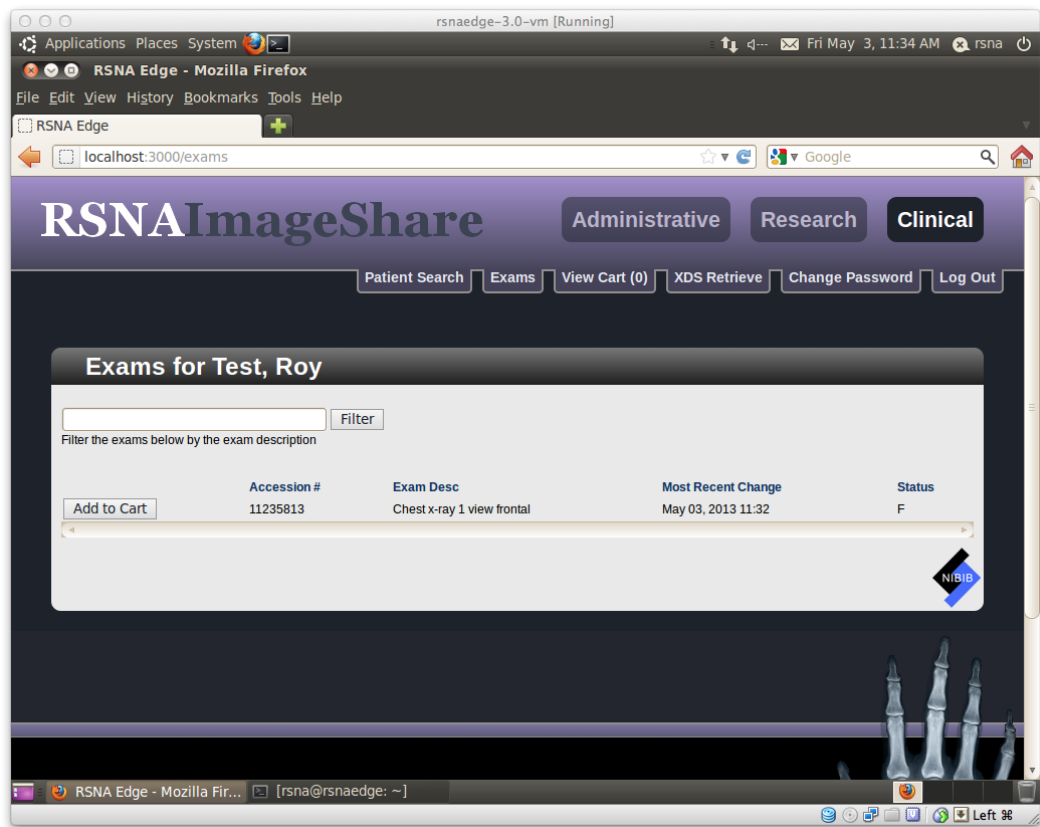 rsnaedge-3.0-vm [Running]
Applications Places System Fri May 3, 11:34 AM rsna
RSNA Edge - Mozilla Firefox
File Edit View History Bookmarks Tools Help
RSNA Edge
localhost:3000/exams Google
RSNAImageShare Administrative Research Clinical
Patient Search Exams View Cart (0) XDS Retrieve Change Password Log Out
Exams for Test, Roy
Filter
Filter the exams below by the exam description
Accession # Exam Desc Most Recent Change Status
Add to Cart 11235813 Chest x-ray 1 view frontal May 03, 2013 11:32 F
NIBIB
RSNA Edge - Mozilla Fir... [rsna@rsnaedge: ~]
Left ⌘